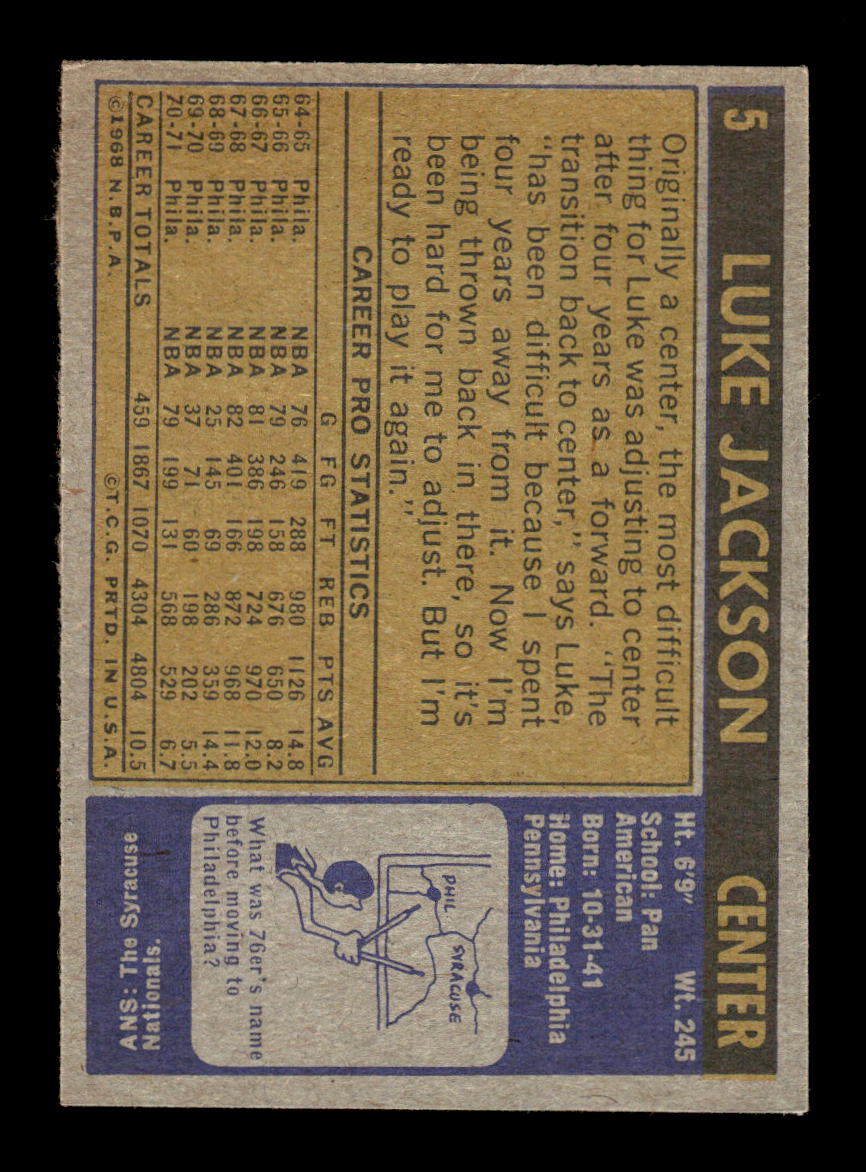 5 LUKE JACKSON CENTER
Originally a center, the most difficult
thing for Luke was adjusting to center
after four years as a forward. "The
transition back to center," says Luke,
"has been difficult because I spent
four years away from it. Now I'm
being thrown back in there, so it's
been hard for me to adjust. But I'm
ready to play it again."
CAREER PRO STATISTICS
G FG FT REB PTS AVG
64-65 Phila. NBA 76 419 288 980 1126 14.8
65-66 Phila. NBA 79 246 158 676 650 8.2
66-67 Phila. NBA 81 386 198 724 970 12.0
67-68 Phila. NBA 82 401 166 872 968 11.8
68-69 Phila. NBA 25 145 69 286 359 14.4
69-70 Phila. NBA 37 71 60 198 202 5.5
70-71 Phila. NBA 79 199 131 568 529 6.7
CAREER TOTALS 459 1867 1070 4304 4804 10.5
©1968 N.B.P.A. ©T.C.G. PRTD. IN U.S.A.
Ht. 6'9" Wt. 245
School: Pan
American
Born: 10-31-41
Home: Philadelphia
Pennsylvania
SYRACUSE
PHIL
What was 76er's name
before moving to
Philadelphia?
ANS: The Syracuse
Nationals.